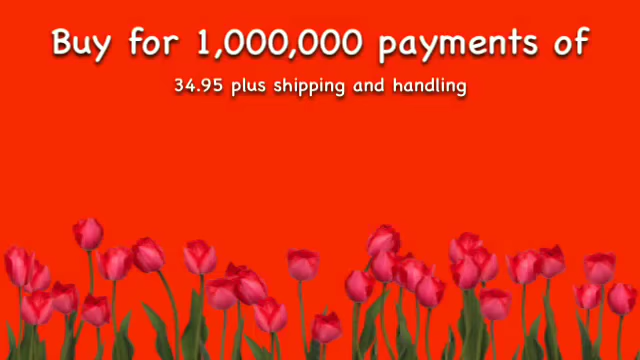 Buy for 1,000,000 payments of
34.95 plus shipping and handling